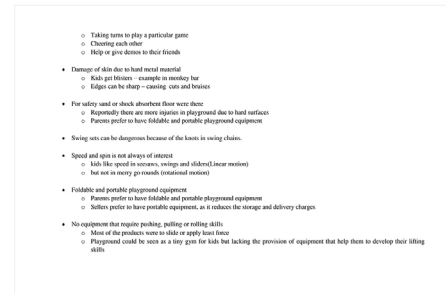 o Taking turns to play a particular game
o Cheering each other
o Help or give demos to their friends
• Damage of skin due to hard metal material
o Kids get blisters – example in monkey bar
o Edges can be sharp – causing cuts and bruises
• For safety sand or shock absorbent floor were there
o Reportedly there are more injuries in playground due to hard surfaces
o Parents prefer to have foldable and portable playground equipment
• Swing sets can be dangerous because of the knots in swing chains.
• Speed and spin is not always of interest
o kids like speed in seesaws, swings and sliders(Linear motion)
o but not in merry go rounds (rotational motion)
• Foldable and portable playground equipment
o Parents prefer to have foldable and portable playground equipment
o Sellers prefer to have portable equipment, as it reduces the storage and delivery charges
• No equipment that require pushing, pulling or rolling skills
o Most of the products were to slide or apply least force
o Playground could be seen as a tiny gym for kids but lacking the provision of equipment that help them to develop their lifting
skills